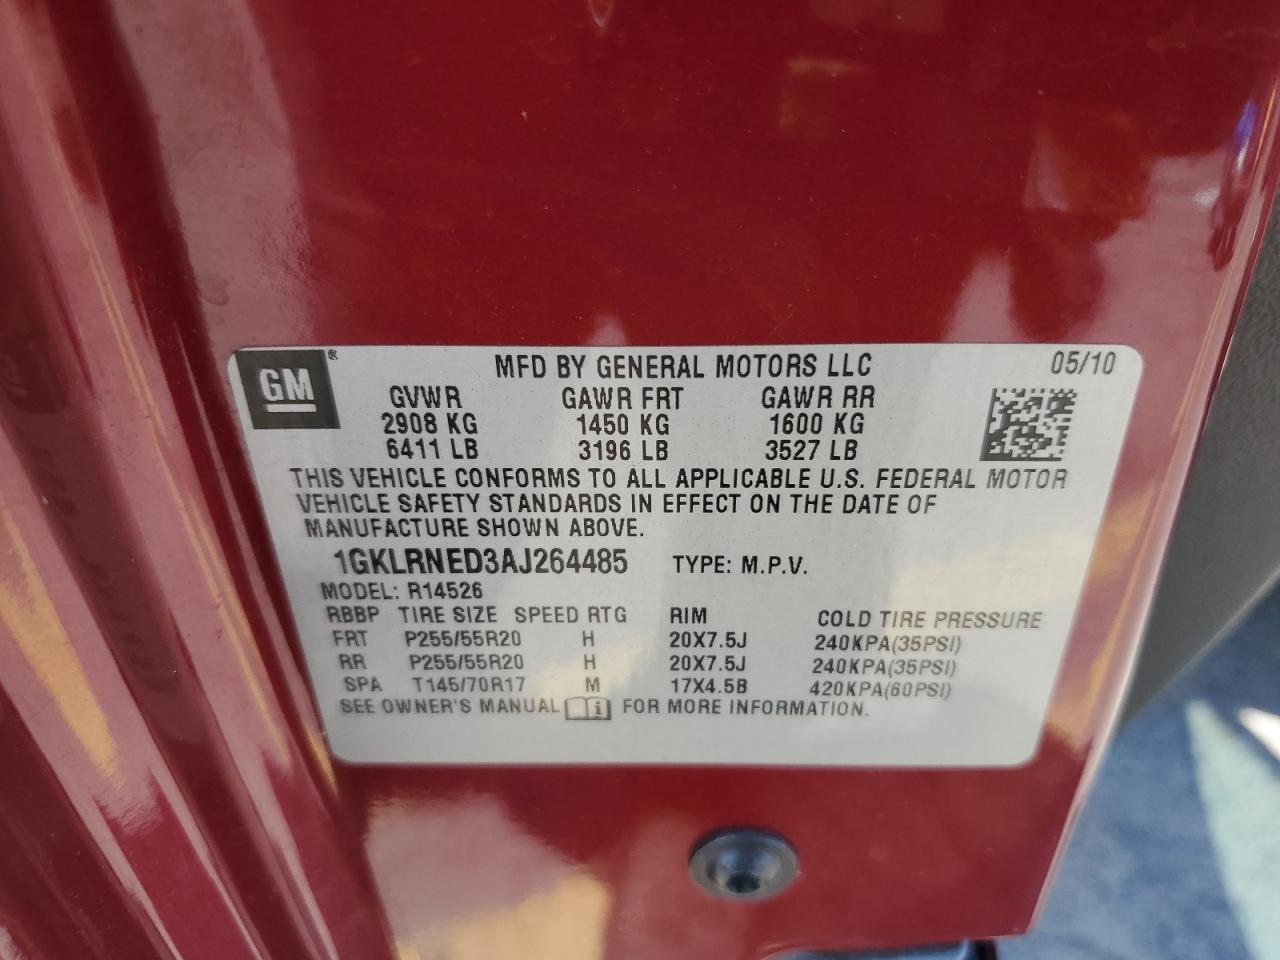 GM®
MFD BY GENERAL MOTORS LLC 05/10
GVWR GAWR FRT GAWR RR
2908 KG 1450 KG 1600 KG
6411 LB 3196 LB 3527 LB
THIS VEHICLE CONFORMS TO ALL APPLICABLE U.S. FEDERAL MOTOR
VEHICLE SAFETY STANDARDS IN EFFECT ON THE DATE OF
MANUFACTURE SHOWN ABOVE.
1GKLRNED3AJ264485 TYPE: M.P.V.
MODEL: R14526
RBBP TIRE SIZE SPEED RTG RIM COLD TIRE PRESSURE
FRT P255/55R20 H 20X7.5J 240KPA(35PSI)
RR P255/55R20 H 20X7.5J 240KPA(35PSI)
SPA T145/70R17 M 17X4.5B 420KPA(60PSI)
SEE OWNER'S MANUAL i FOR MORE INFORMATION.